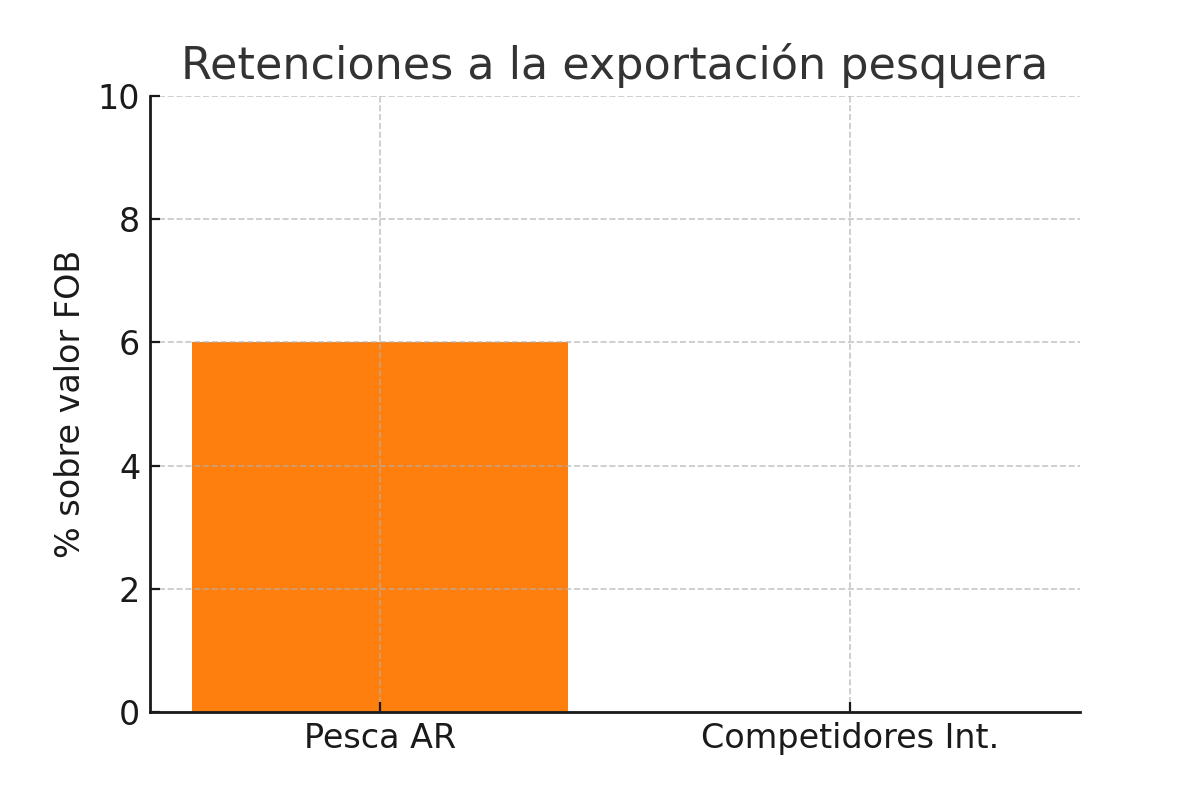 Retenciones a la exportación pesquera
% sobre valor FOB
10
8
6
4
2
0
Pesca AR
Competidores Int.